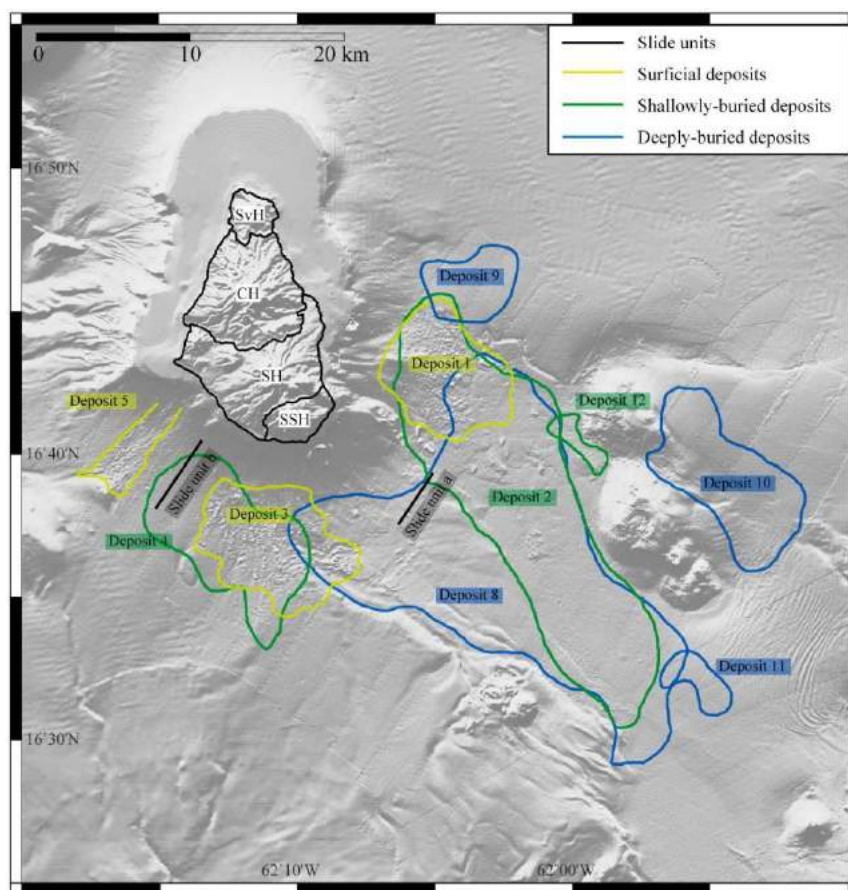 0 10 20 km
Slide units
Surficial deposits
Shallowly-buried deposits
Deeply-buried deposits
16°50'N
SvH
CH
SH
SSH
Deposit 9
Deposit 1
Deposit 5
Deposit 12
16°40'N
Slide unit
Slide unit a
Deposit 10
Deposit 2
Deposit 3
Deposit 4
Deposit 8
Deposit 11
16°30'N
62°10'W
62°00'W